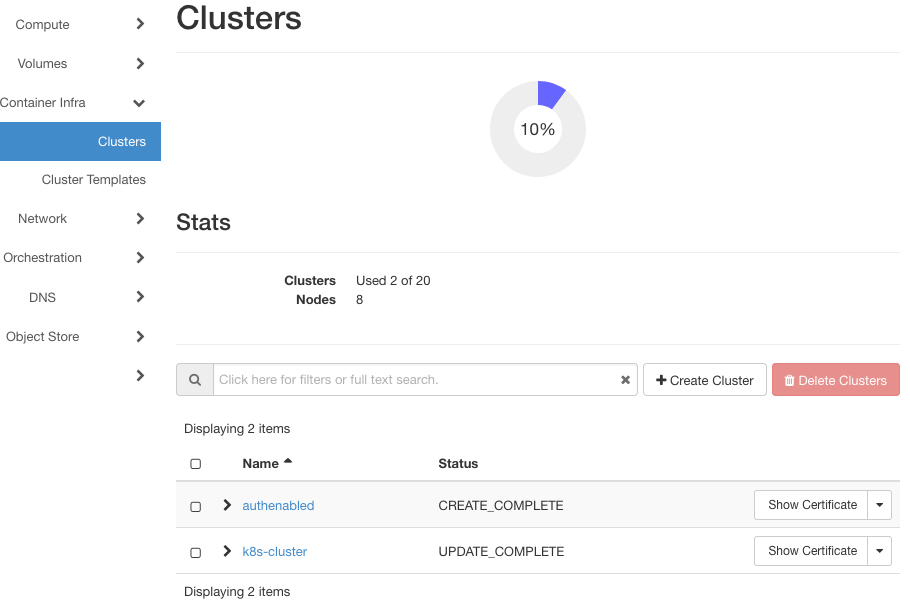 Compute
Volumes
Container Infra
Clusters
Cluster Templates
Network
Orchestration
DNS
Object Store
Clusters
10%
Stats
Clusters Used 2 of 20
Nodes 8
Click here for filters or full text search.
Create Cluster
Delete Clusters
Displaying 2 items
Name Status
authenabled CREATE_COMPLETE Show Certificate
k8s-cluster UPDATE_COMPLETE Show Certificate
Displaying 2 items